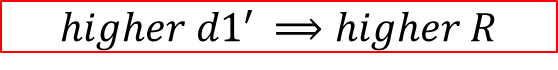 higher d1′ ⟹ higher R